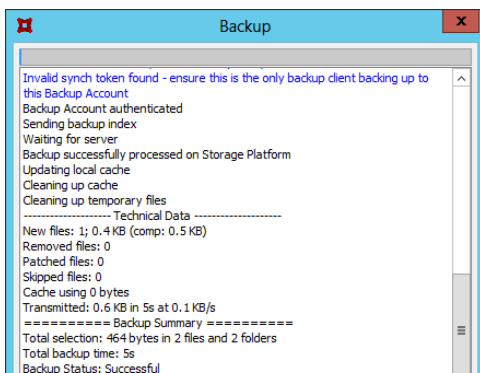 Backup
x
Invalid synch token found - ensure this is the only backup client backing up to
this Backup Account
Backup Account authenticated
Sending backup index
Waiting for server
Backup successfully processed on Storage Platform
Updating local cache
Cleaning up cache
Cleaning up temporary files
-------------------- Technical Data --------------------
New files: 1; 0.4 KB (comp: 0.5 KB)
Removed files: 0
Patched files: 0
Skipped files: 0
Cache using 0 bytes
Transmitted: 0.6 KB in 5s at 0.1 KB/s
========== Backup Summary ==========
Total selection: 464 bytes in 2 files and 2 folders
Total backup time: 5s
Backup Status: Successful